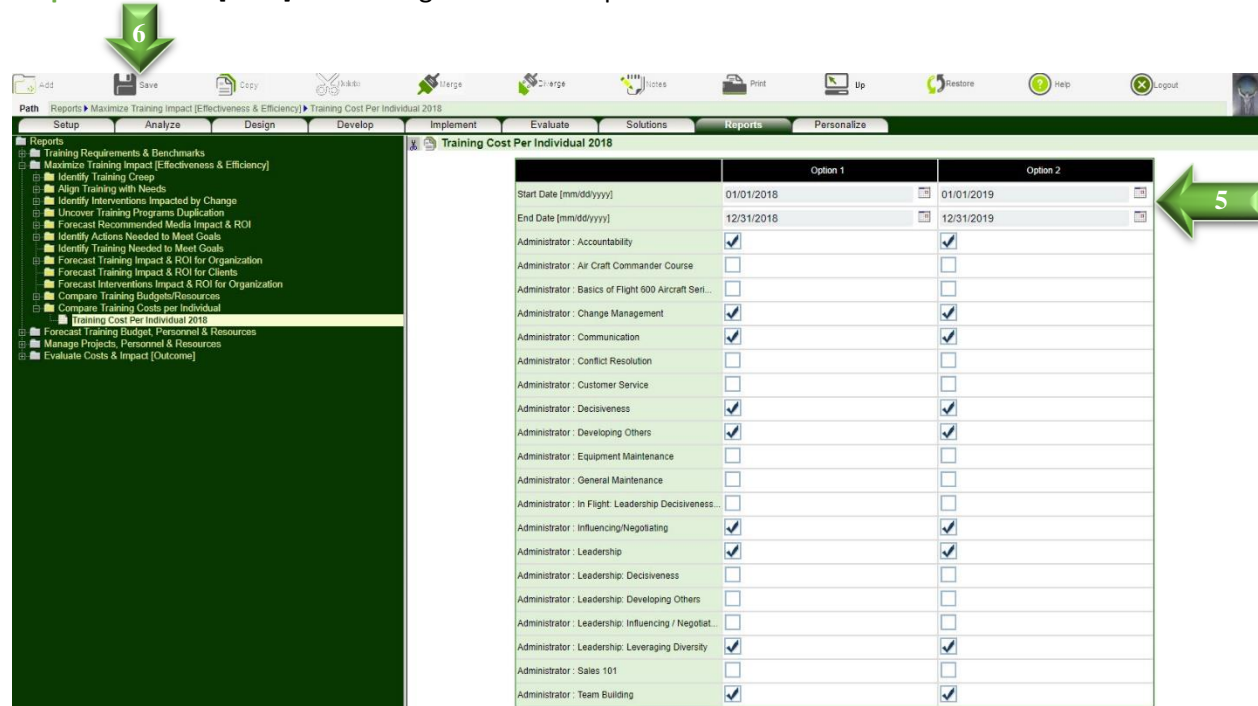 6
Add Save Copy Delete Merge Diverge Notes Print Up Restore Help Logout
Path Reports Maximize Training Impact [Effectiveness & Efficiency] Training Cost Per Individual 2018
Setup Analyze Design Develop Implement Evaluate Solutions Reports Personalize
Reports
Training Requirements & Benchmarks
Maximize Training Impact [Effectiveness & Efficiency]
Identify Training Creep
Align Training with Needs
Identify Interventions Impacted by Change
Uncover Training Programs Duplication
Forecast Recommended Media Impact & ROI
Identify Actions Needed to Meet Goals
Identify Training Needed to Meet Goals
Forecast Training Impact & ROI for Organization
Forecast Training Impact & ROI for Clients
Forecast Interventions Impact & ROI for Organization
Compare Training Budgets/Resources
Compare Training Costs per Individual
Training Cost Per Individual 2018
Forecast Training Budget, Personnel & Resources
Manage Projects, Personnel & Resources
Evaluate Costs & Impact [Outcome]
Training Cost Per Individual 2018
Option 1 Option 2
Start Date [mm/dd/yyyy] 01/01/2018 01/01/2019
5
End Date [mm/dd/yyyy] 12/31/2018 12/31/2019
Administrator : Accountability
Administrator : Air Craft Commander Course
Administrator : Basics of Flight 600 Aircraft Seri...
Administrator : Change Management
Administrator : Communication
Administrator : Conflict Resolution
Administrator : Customer Service
Administrator : Decisiveness
Administrator : Developing Others
Administrator : Equipment Maintenance
Administrator : General Maintenance
Administrator : In Flight: Leadership Decisiveness...
Administrator : Influencing/Negotiating
Administrator : Leadership
Administrator : Leadership: Decisiveness
Administrator : Leadership: Developing Others
Administrator : Leadership: Influencing / Negotiat...
Administrator : Leadership: Leveraging Diversity
Administrator : Sales 101
Administrator : Team Building